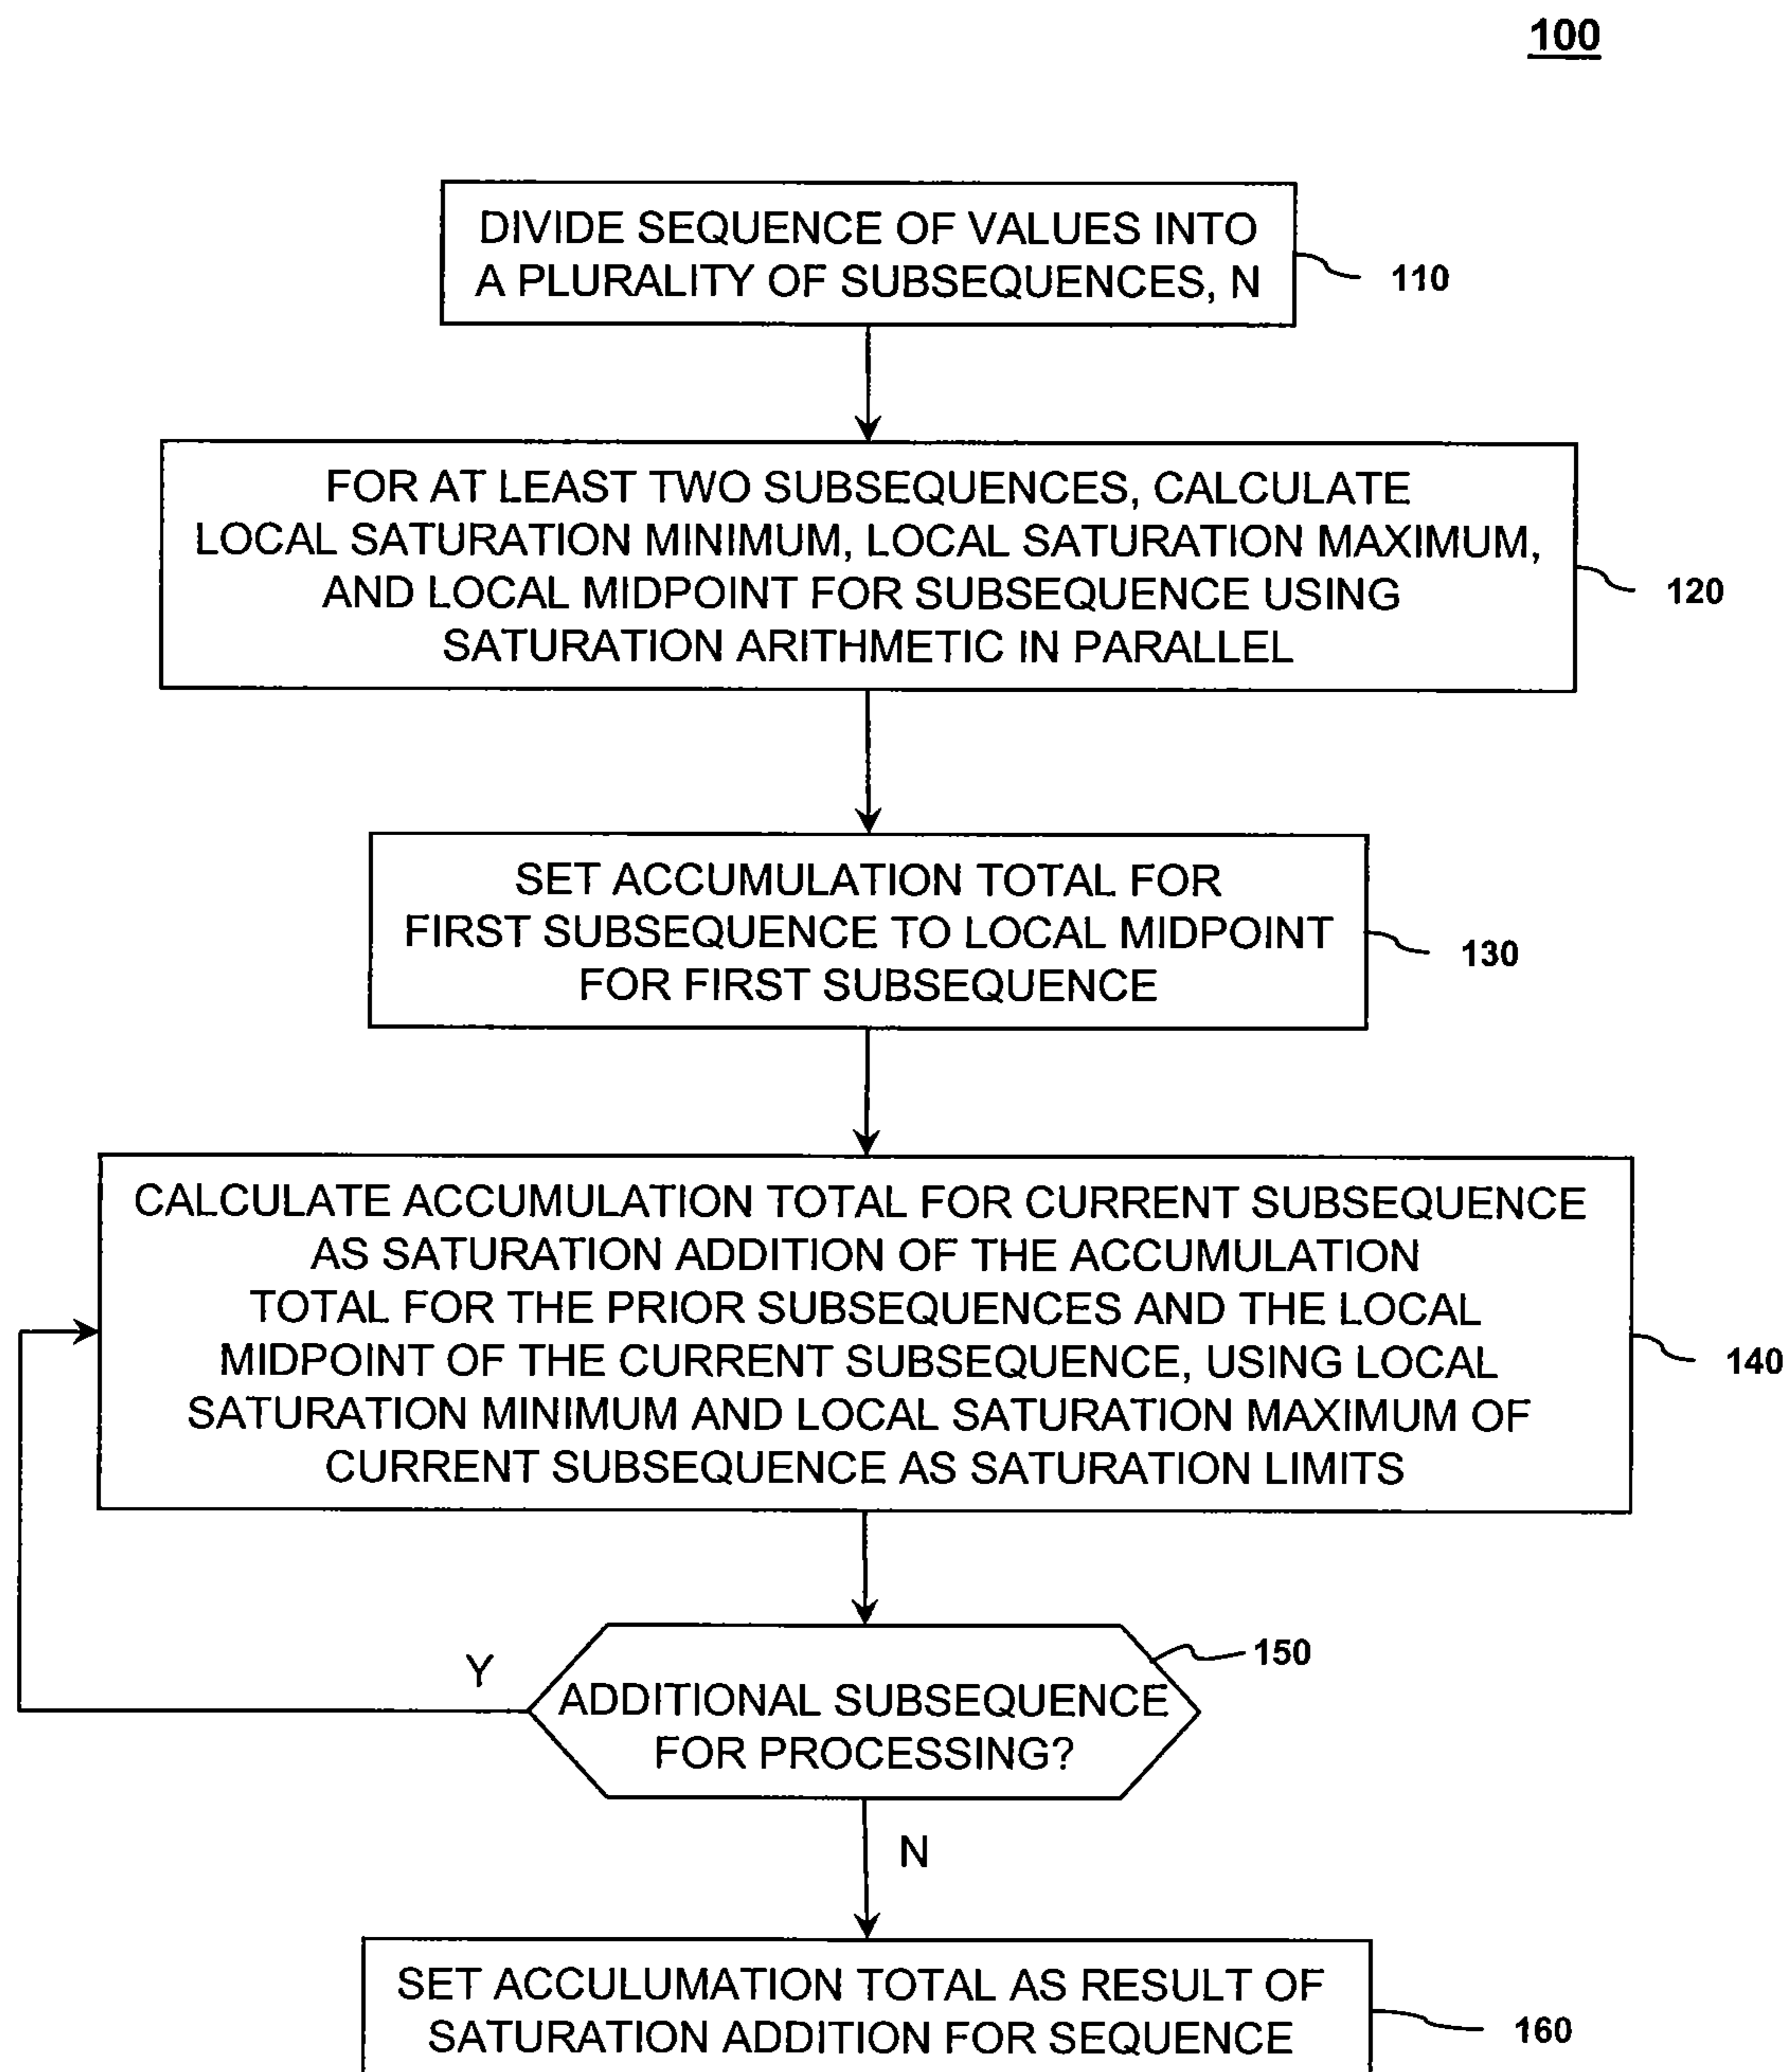 100
DIVIDE SEQUENCE OF VALUES INTO
A PLURALITY OF SUBSEQUENCES, N
110
FOR AT LEAST TWO SUBSEQUENCES, CALCULATE
LOCAL SATURATION MINIMUM, LOCAL SATURATION MAXIMUM,
AND LOCAL MIDPOINT FOR SUBSEQUENCE USING
SATURATION ARITHMETIC IN PARALLEL
120
SET ACCUMULATION TOTAL FOR
FIRST SUBSEQUENCE TO LOCAL MIDPOINT
FOR FIRST SUBSEQUENCE
130
CALCULATE ACCUMULATION TOTAL FOR CURRENT SUBSEQUENCE
AS SATURATION ADDITION OF THE ACCUMULATION
TOTAL FOR THE PRIOR SUBSEQUENCES AND THE LOCAL
MIDPOINT OF THE CURRENT SUBSEQUENCE, USING LOCAL
SATURATION MINIMUM AND LOCAL SATURATION MAXIMUM OF
CURRENT SUBSEQUENCE AS SATURATION LIMITS
140
150
Y
ADDITIONAL SUBSEQUENCE
FOR PROCESSING?
N
SET ACCULUMATION TOTAL AS RESULT OF
SATURATION ADDITION FOR SEQUENCE
160